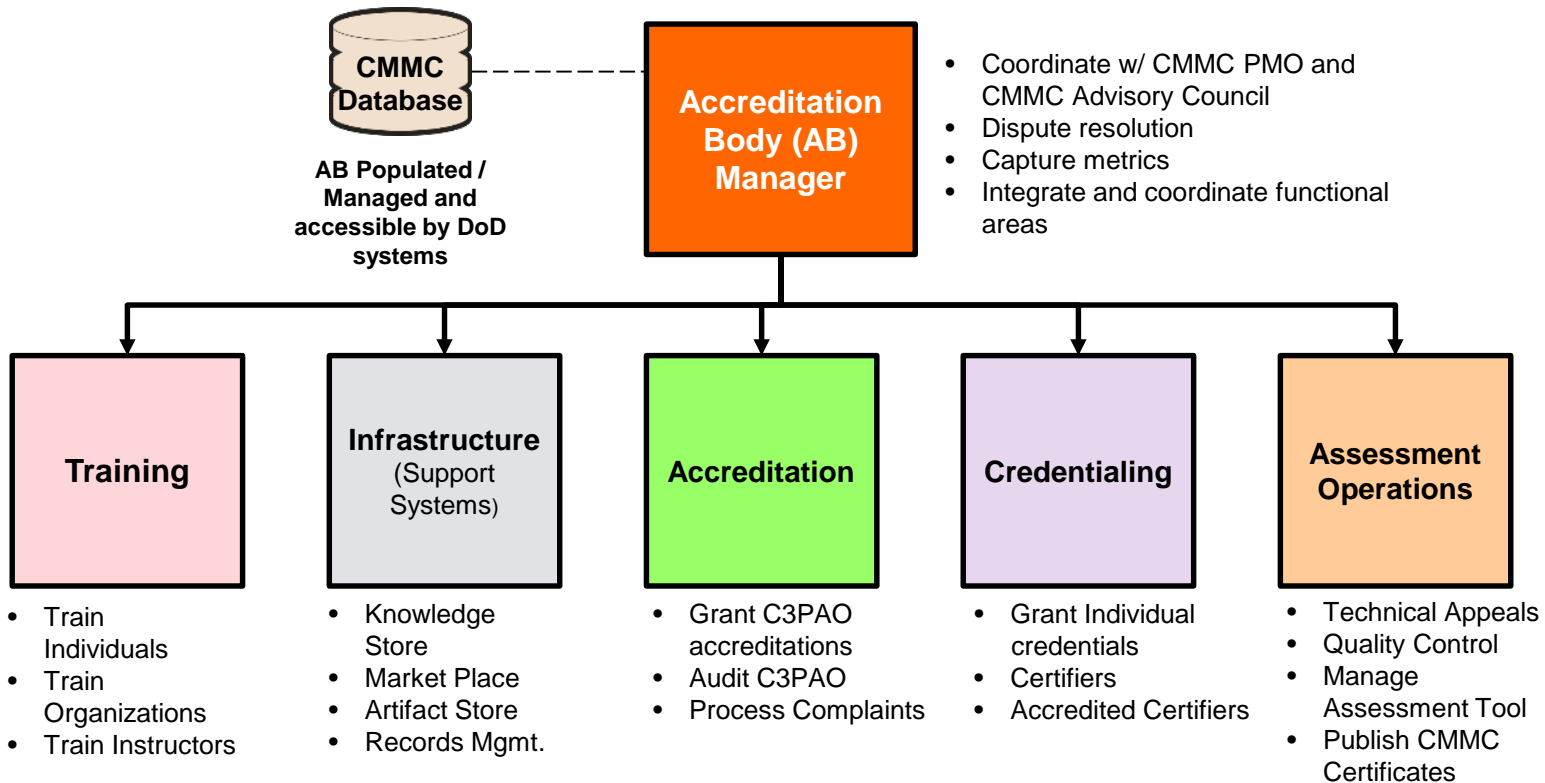 CMMC
Database
AB Populated /
Managed and
accessible by DoD
systems
Accreditation
Body (AB)
Manager
• Coordinate w/ CMMC PMO and
CMMC Advisory Council
• Dispute resolution
• Capture metrics
• Integrate and coordinate functional
areas
Training
• Train
Individuals
• Train
Organizations
• Train Instructors
Infrastructure
(Support
Systems)
• Knowledge
Store
• Market Place
• Artifact Store
• Records Mgmt.
Accreditation
• Grant C3PAO
accreditations
• Audit C3PAO
• Process Complaints
Credentialing
• Grant Individual
credentials
• Certifiers
• Accredited Certifiers
Assessment
Operations
• Technical Appeals
• Quality Control
• Manage
Assessment Tool
• Publish CMMC
Certificates